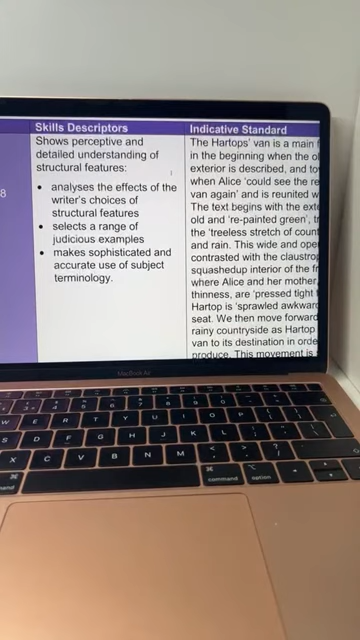 Skills Descriptors
Shows perceptive and
detailed understanding of
structural features:
• analyses the effects of the
writer's choices of
structural features
• selects a range of
judicious examples
• makes sophisticated and
accurate use of subject
terminology.
8
Indicative Standard
The Hartops' van is a main
in the beginning when the
exterior is described, and
when Alice 'could see the
van again' and is reunited
The text begins with the
old and 're-painted green',
the 'treeless stretch of
and rain. This wide and
contrasted with the
squashedup interior of the
where Alice and her mother,
thinness, are 'pressed tight
Hartop is 'sprawled
seat. We then move forward
rainy countryside as Hartop
van to its destination in
produce. This movement is
MacBook Air
W E R T Y U I O P
S D F G H J K L
X C V B N M
command option